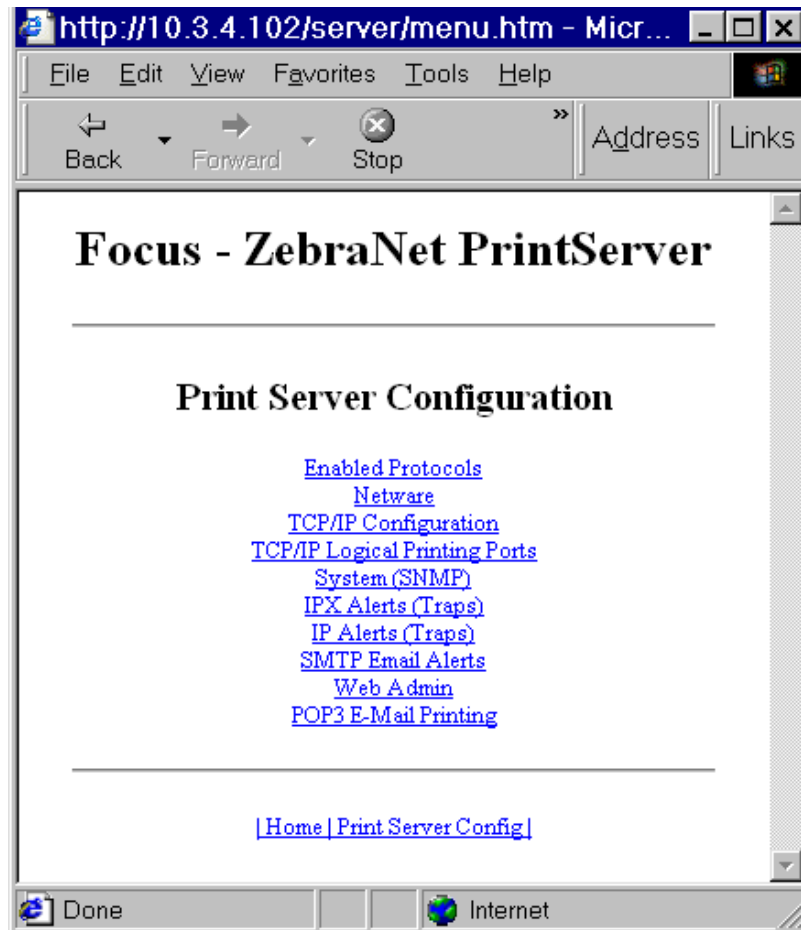 http://10.3.4.102/server/menu.htm - Micr...
File Edit View Favorites Tools Help
Back Forward Stop » Address Links
Focus - ZebraNet PrintServer
Print Server Configuration
Enabled Protocols
Netware
TCP/IP Configuration
TCP/IP Logical Printing Ports
System (SNMP)
IPX Alerts (Traps)
IP Alerts (Traps)
SMTP Email Alerts
Web Admin
POP3 E-Mail Printing
| Home | Print Server Config |
Done Internet